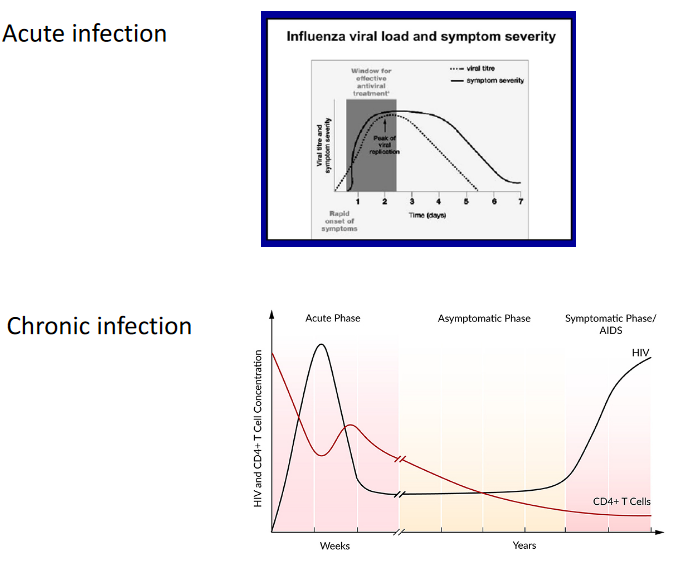 Acute infection
Influenza viral load and symptom severity
Window for
effective
antiviral
treatment'
viral titre
symptom severity
Viral titre and
symptom severity
Peak of
viral
replication
1 2 3 4 5 6 7
Time (days)
Rapid
onset of
symptoms
Chronic infection
Acute Phase
Asymptomatic Phase
Symptomatic Phase/
AIDS
HIV
HIV and CD4+ T Cell Concentration
CD4+ T Cells
Weeks
Years